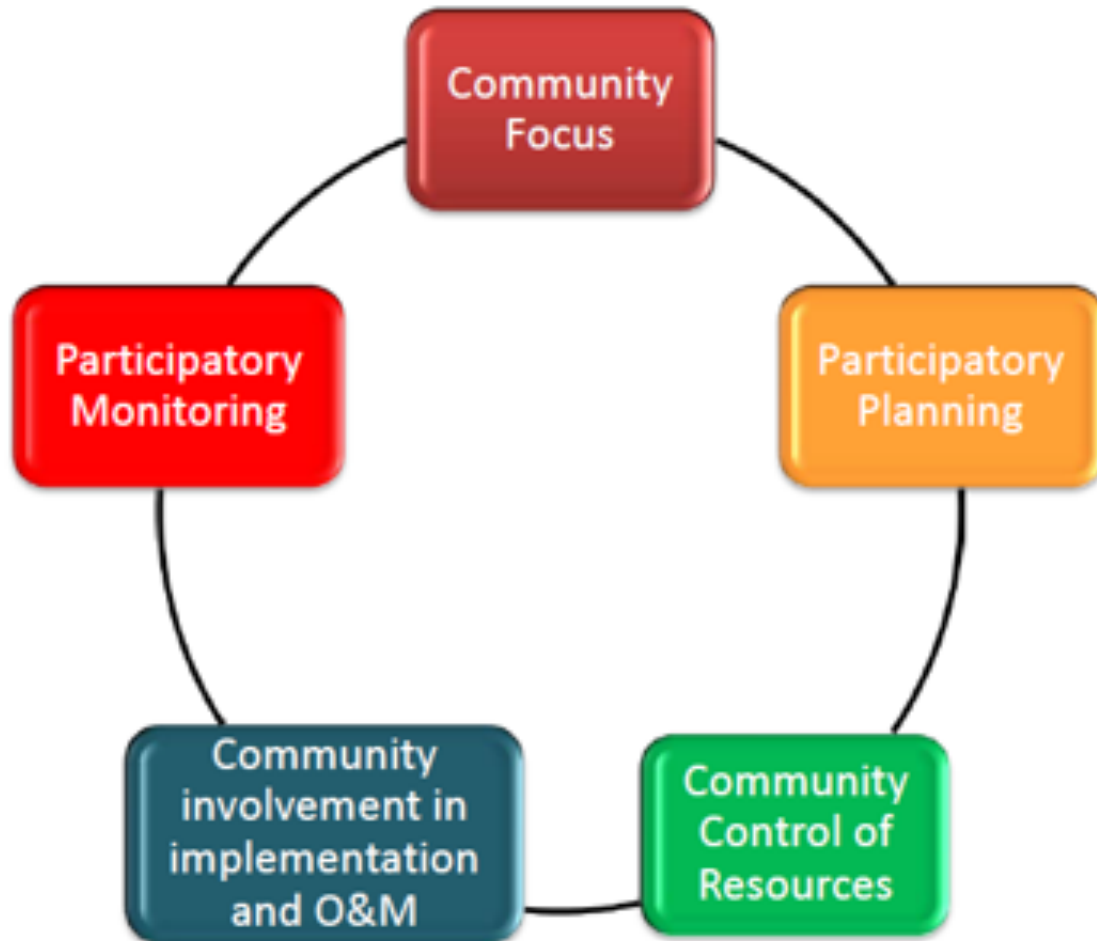 Community
Focus
Participatory
Planning
Community
Control of
Resources
Community
involvement in
implementation
and O&M
Participatory
Monitoring